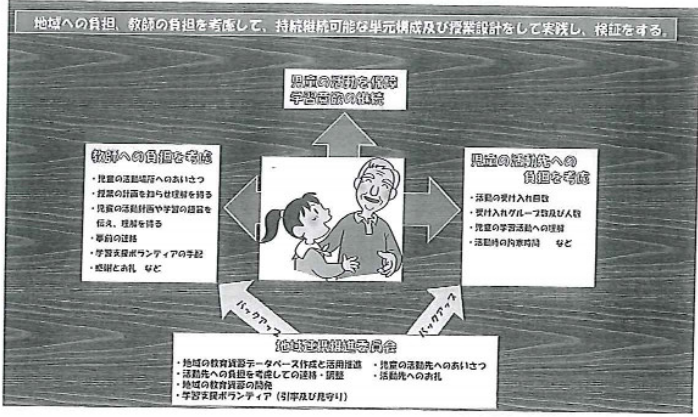 地域への負担、教師の負担を考慮して、持続継続可能な単元構成及び授業設計をして実践し、検証をする。
児童の活動を保障
学習意欲の継続
教師への負担を考慮
・児童の活動場所へのあいさつ
・授業の計画を知らせ理解を得る
・児童の活動計画や学習の趣旨を
伝え、理解を得る
・事前の連絡
・学習支援ボランティアの手配
・感謝とお礼 など
児童の活動先への
負担を考慮
・活動の受け入れ回数
・受け入れグループ数及び人数
・児童の学習活動への理解
・活動時の拘束時間 など
バックアップ
バックアップ
地域連携推進委員会
・地域の教育資源データベース作成と活用推進
・活動先への負担を考慮しての連絡・調整
・地域の教育資源の開発
・学習支援ボランティア（引率及び見守り）
・児童の活動先へのあいさつ
・活動先へのお礼